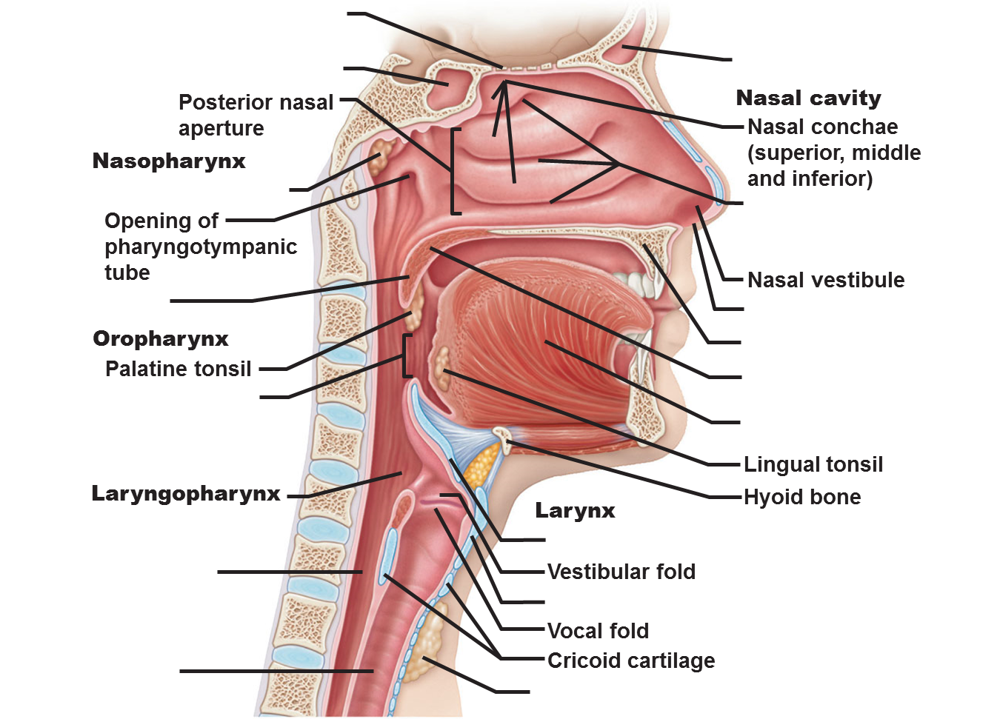 Posterior nasal
aperture
Nasopharynx
Opening of
pharyngotympanic
tube
Oropharynx
Palatine tonsil
Laryngopharynx
Nasal cavity
Nasal conchae
(superior, middle
and inferior)
Nasal vestibule
Lingual tonsil
Hyoid bone
Larynx
Vestibular fold
Vocal fold
Cricoid cartilage